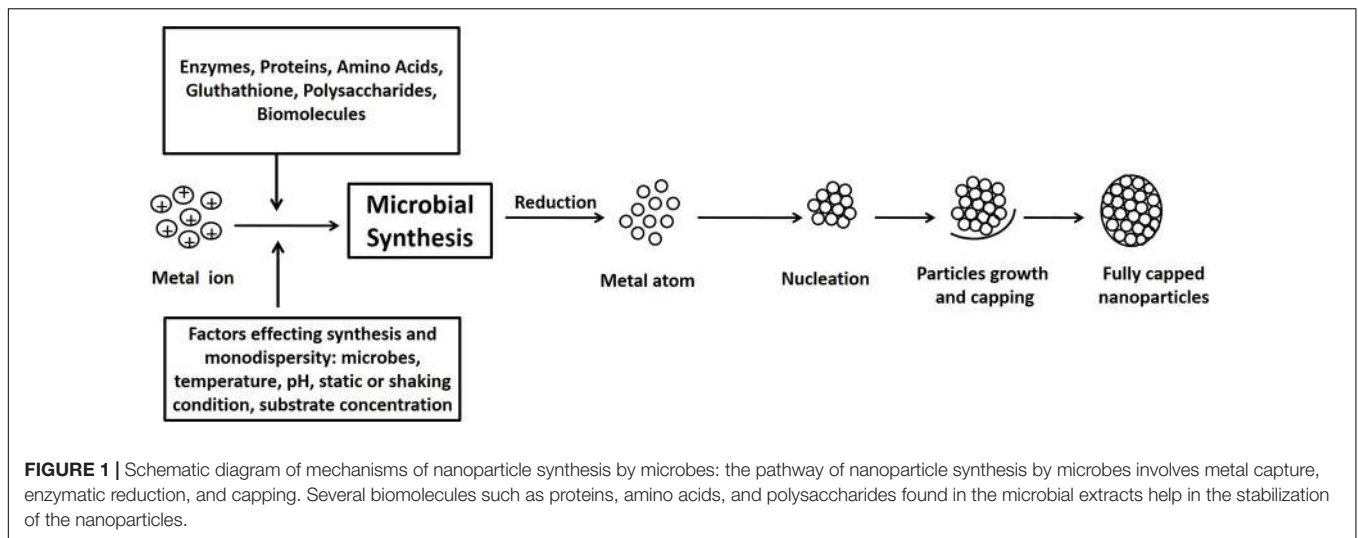 Enzymes, Proteins, Amino Acids,
Gluthathione, Polysaccharides,
Biomolecules
+ + + + + + +
Metal ion
Microbial
Synthesis
Reduction
Metal atom
Nucleation
Particles growth
and capping
Fully capped
nanoparticles
Factors effecting synthesis and
monodispersity: microbes,
temperature, pH, static or shaking
condition, substrate concentration
FIGURE 1 | Schematic diagram of mechanisms of nanoparticle synthesis by microbes: the pathway of nanoparticle synthesis by microbes involves metal capture,
enzymatic reduction, and capping. Several biomolecules such as proteins, amino acids, and polysaccharides found in the microbial extracts help in the stabilization
of the nanoparticles.